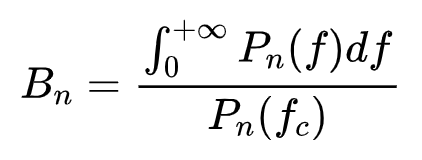 $$B_n = \frac{\int_0^{+\infty} P_n(f)df}{P_n(f_c)}$$